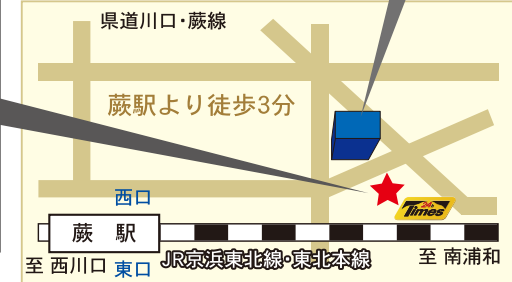 県道川口・蕨線
蕨駅より徒歩3分
西口
24h
Times
蕨 駅
JR京浜東北線・東北本線
至 南浦和
至 西川口
東口